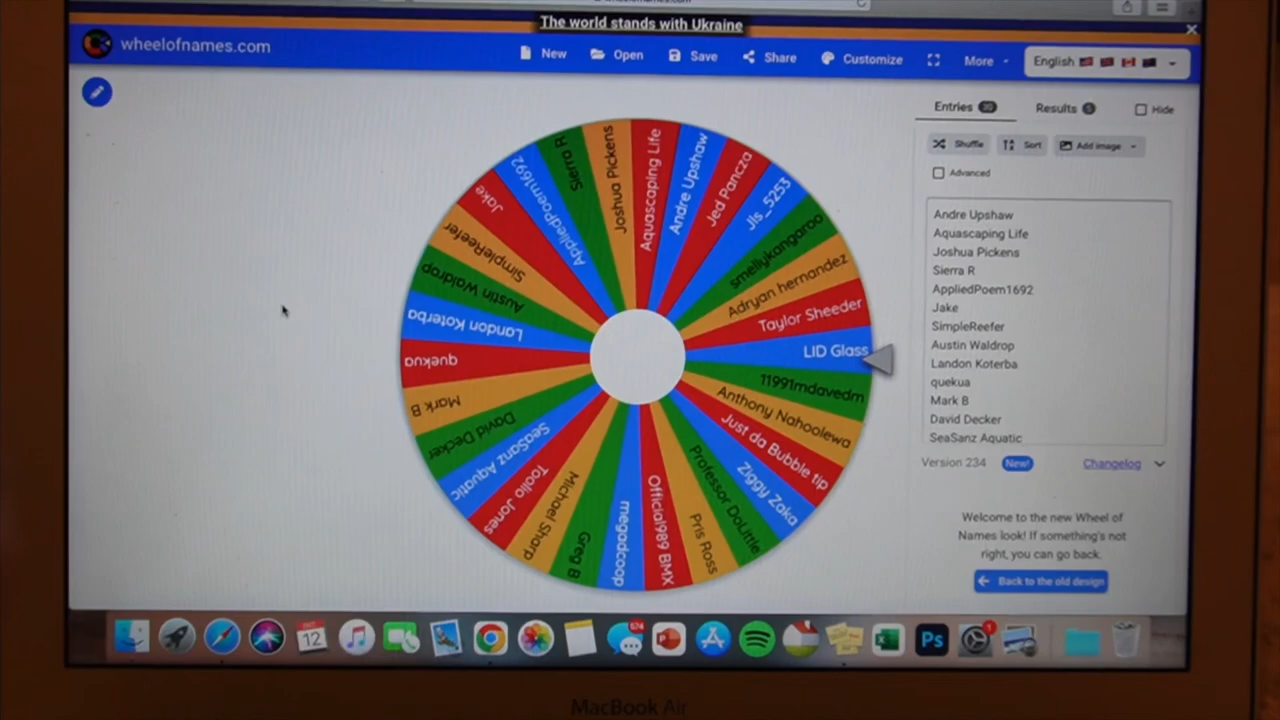 The world stands with Ukraine
wheelofnames.com
New
Open
Save
Share
Customize
More
English
Entries 30
Results
Hide
Shuffle
Sort
Add image
Advanced
Andre Upshaw
Aquascaping Life
Joshua Pickens
Sierra R
AppliedPoem1692
Jake
SimpleReefer
Austin Waldrop
Landon Koterba
quekua
Mark B
David Decker
SeaSanz Aquatic
Version 234
New!
Changelog
Welcome to the new Wheel of
Names look! If something's not
right, you can go back.
Back to the old design
Aquascaping Life
Andre Upshaw
Jed Pancza
Jls_5253
smellykangaroo
Adryan hernandez
Taylor Sheeder
LID Glass
11991mdavedm
Anthony Nahoolewa
Just da Bubble tip
Ziggy Zaka
Professor DoLittle
Pris Ross
Official989 BMX
megadcoop
Greg B
Michael Sharp
Toollo Jones
SeaSanz Aquatic
David Decker
Mark B
quekua
Landon Koterba
Austin Waldrop
SimpleReefer
Jake
AppliedPoem1692
Sierra R
Joshua Pickens
12
574
Ps
1
MacBook Air